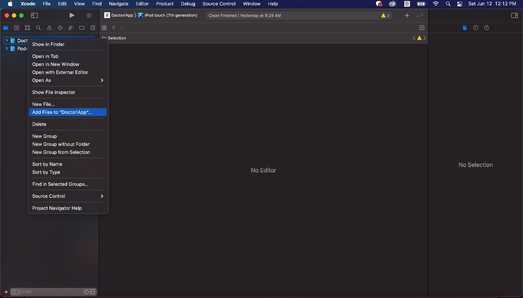 Xcode File Edit View Find Navigate Editor Product Debug Source Control Window Help Sat Jun 12 12:12 PM
DoctorApp iPod touch (7th generation) Clean Finished | Yesterday at 8:29 AM
No Selection
Show in Finder
Open in Tab
Open in New Window
Open with External Editor
Open As
Show File Inspector
New File...
Add Files to "DoctorApp"...
Delete
New Group
New Group without Folder
New Group from Selection
Sort by Name
Sort by Type
Find in Selected Groups...
Source Control
Project Navigator Help
No Editor
No Selection